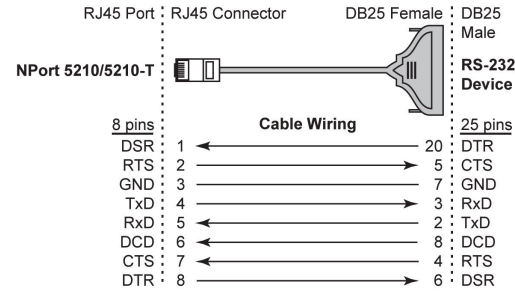 RJ45 Port RJ45 Connector DB25 Female DB25 Male
NPort 5210/5210-T RS-232 Device
8 pins Cable Wiring 25 pins
DSR 1 20 DTR
RTS 2 5 CTS
GND 3 7 GND
TxD 4 3 RxD
RxD 5 2 TxD
DCD 6 8 DCD
CTS 7 4 RTS
DTR 8 6 DSR